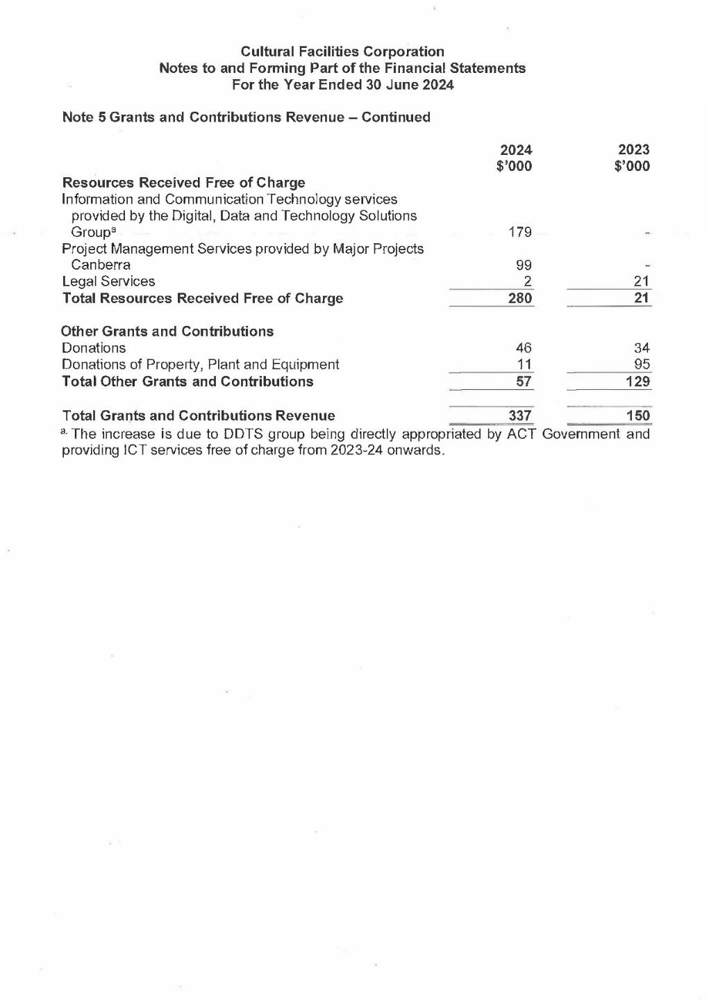 Cultural Facilities Corporation
Notes to and Forming Part of the Financial Statements
For the Year Ended 30 June 2024
Note 5 Grants and Contributions Revenue – Continued
2024 2023
$'000 $'000
Resources Received Free of Charge
Information and Communication Technology services
provided by the Digital, Data and Technology Solutions
Groupᵃ 179 -
Project Management Services provided by Major Projects
Canberra 99 -
Legal Services 2 21
Total Resources Received Free of Charge 280 21
Other Grants and Contributions
Donations 46 34
Donations of Property, Plant and Equipment 11 95
Total Other Grants and Contributions 57 129
Total Grants and Contributions Revenue 337 150
a. The increase is due to DDTS group being directly appropriated by ACT Government and
providing ICT services free of charge from 2023-24 onwards.